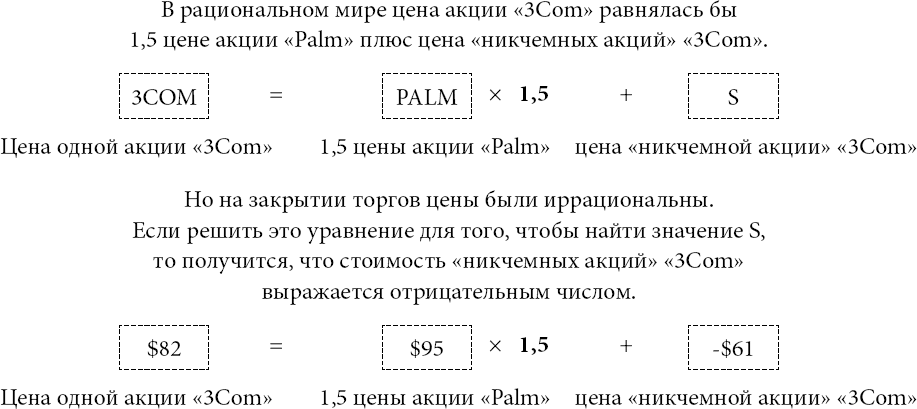 В рациональном мире цена акции «3Com» равнялась бы
1,5 цене акции «Palm» плюс цена «никчемных акций» «3Com».
3COM = PALM × 1,5 + S
Цена одной акции «3Com» 1,5 цены акции «Palm» цена «никчемной акции» «3Com»
Но на закрытии торгов цены были иррациональны.
Если решить это уравнение для того, чтобы найти значение S,
то получится, что стоимость «никчемных акций» «3Com»
выражается отрицательным числом.
$82 = $95 × 1,5 + -$61
Цена одной акции «3Com» 1,5 цены акции «Palm» цена «никчемной акции» «3Com»